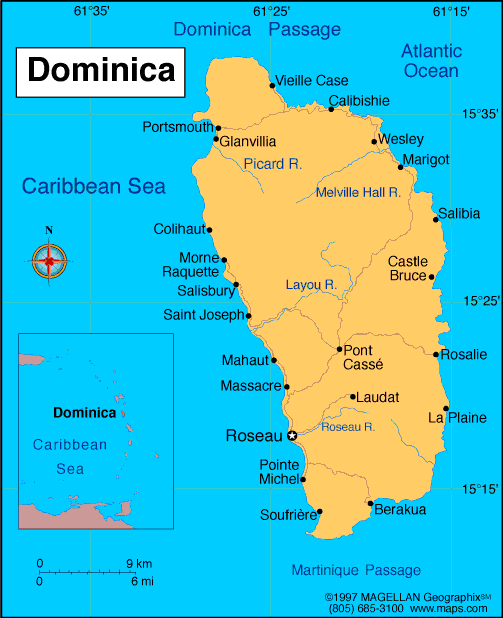 61°35'
61°25'
61°15'
Dominica Passage
Atlantic
Ocean
Dominica
Vieille Case
Calibishie
15°35'
Portsmouth
Glanvillia
Wesley
Picard R.
Marigot
Caribbean Sea
Melville Hall R.
Salibia
N
Colihaut
Castle
Bruce
Morne
Raquette
Layou R.
Salisbury
15°25'
Saint Joseph
Pont
Cassé
Rosalie
Mahaut
Massacre
Laudat
Dominica
La Plaine
Roseau
Roseau R.
Caribbean
Sea
Pointe
Michel
15°15'
Soufrière
Berakua
0 9 km
0 6 mi
Martinique Passage
©1997 MAGELLAN Geographix℠
(805) 685-3100 www.maps.com